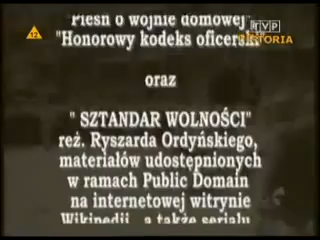 Pieśń o wojnie domowej"
TVP
HISTORIA
12
"Honorowy kodeks oficerski
oraz
" SZTANDAR WOLNOŚCI"
reż. Ryszarda Ordyńskiego,
materiałów udostępnionych
w ramach Public Domain
na internetowej witrynie
Wikipedii , a także serialu